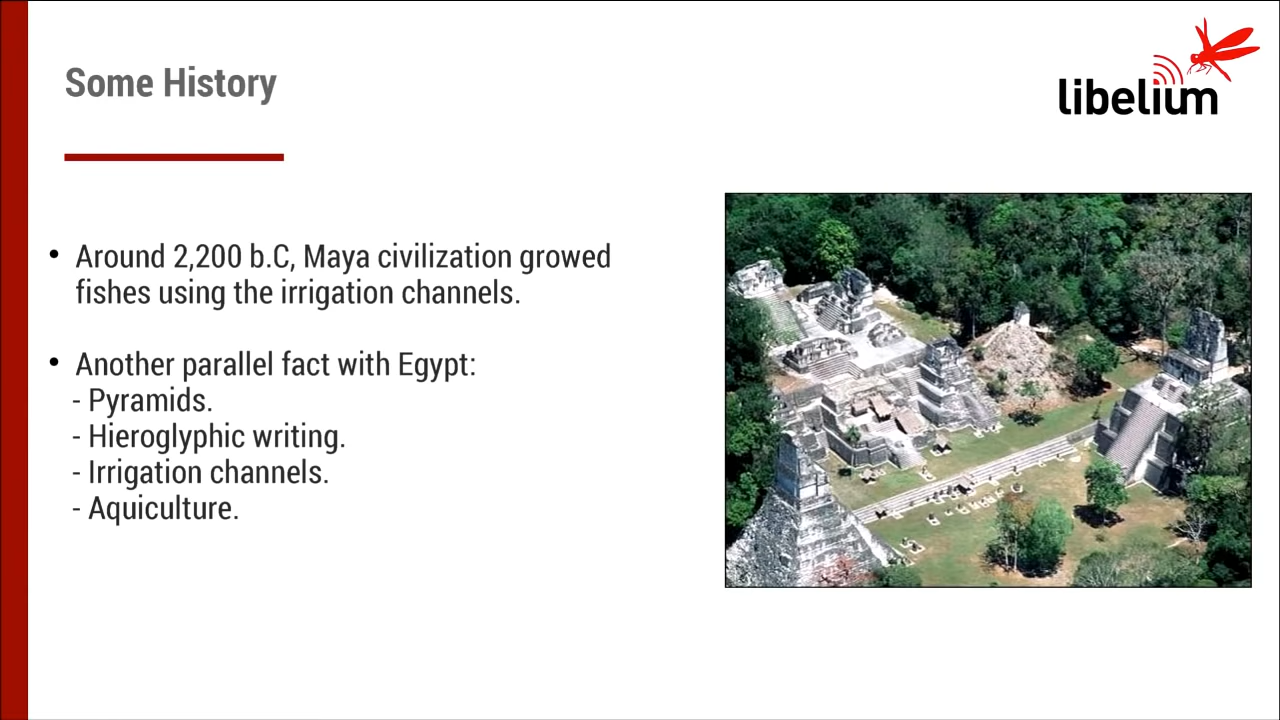 Some History
libelium
• Around 2,200 b.C, Maya civilization growed
fishes using the irrigation channels.
• Another parallel fact with Egypt:
- Pyramids.
- Hieroglyphic writing.
- Irrigation channels.
- Aquiculture.